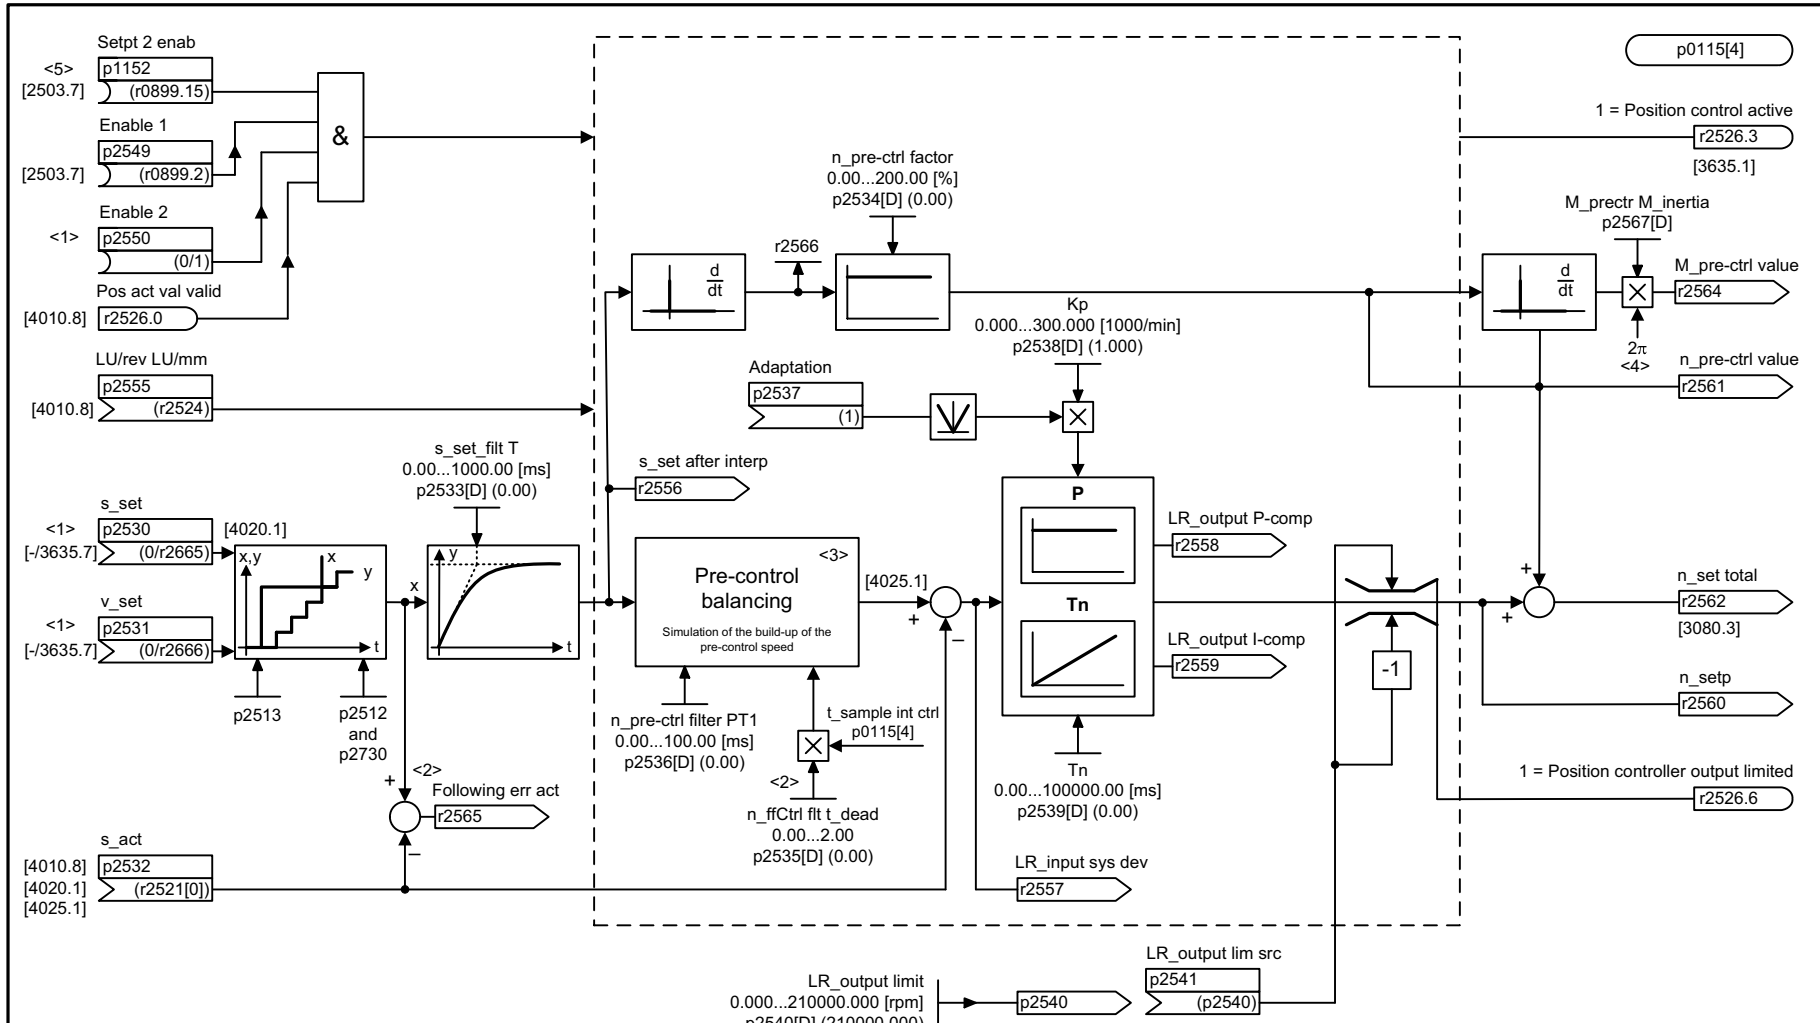 Setpt 2 enab
<5>
p1152
[2503.7]
(r0899.15)
Enable 1
p2549
[2503.7]
(r0899.2)
Enable 2
<1>
p2550
(0/1)
Pos act val valid
[4010.8]
r2526.0
&
LU/rev LU/mm
p2555
[4010.8]
(r2524)
s_set
<1>
p2530
[-/3635.7]
(0/r2665)
v_set
<1>
p2531
[-/3635.7]
(0/r2666)
[4020.1]
x,y
x
y
t
p2513
p2512
and
p2730
x
s_set_filt T
0.00...1000.00 [ms]
p2533[D] (0.00)
y
t
+
<2>
Following err act
r2565
–
s_act
[4010.8]
p2532
[4020.1]
(r2521[0])
[4025.1]
n_pre-ctrl factor
0.00...200.00 [%]
p2534[D] (0.00)
r2566
d
dt
Kp
0.000...300.000 [1000/min]
p2538[D] (1.000)
Adaptation
p2537
(1)
s_set after interp
r2556
<3>
Pre-control
balancing
Simulation of the build-up of the
pre-control speed
n_pre-ctrl filter PT1
0.00...100.00 [ms]
p2536[D] (0.00)
t_sample int ctrl
p0115[4]
<2>
n_ffCtrl flt t_dead
0.00...2.00
p2535[D] (0.00)
[4025.1]
+
–
P
Tn
LR_output P-comp
r2558
LR_output I-comp
r2559
Tn
0.00...100000.00 [ms]
p2539[D] (0.00)
LR_input sys dev
r2557
-1
LR_output limit
0.000...210000.000 [rpm]
p2540[D] (210000.000)
p2540
LR_output lim src
p2541
(p2540)
p0115[4]
1 = Position control active
r2526.3
[3635.1]
M_prectr M_inertia
p2567[D]
d
dt
M_pre-ctrl value
r2564
2π
<4>
n_pre-ctrl value
r2561
+
+
n_set total
r2562
[3080.3]
n_setp
r2560
1 = Position controller output limited
r2526.6